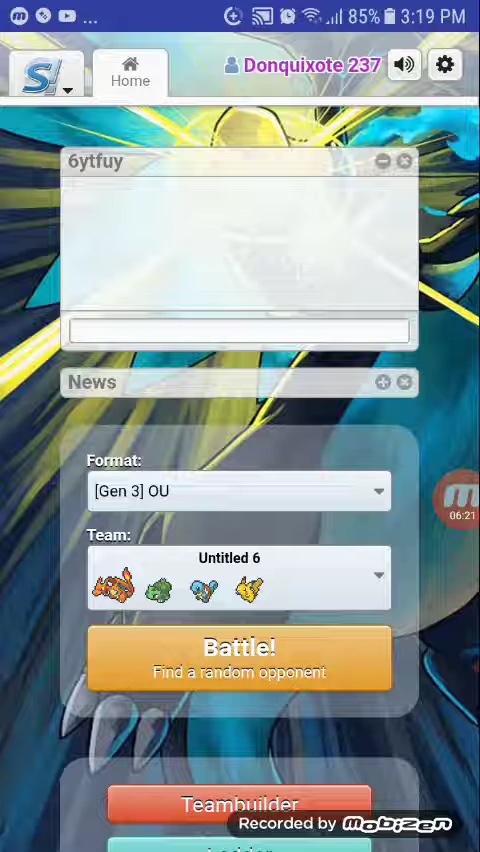 ... 85% 3:19 PM
Home
Donquixote 237
6ytfuy
News
Format:
[Gen 3] OU
Team:
Untitled 6
Battle!
Find a random opponent
06:21
Teambuilder
Recorded by mobizen